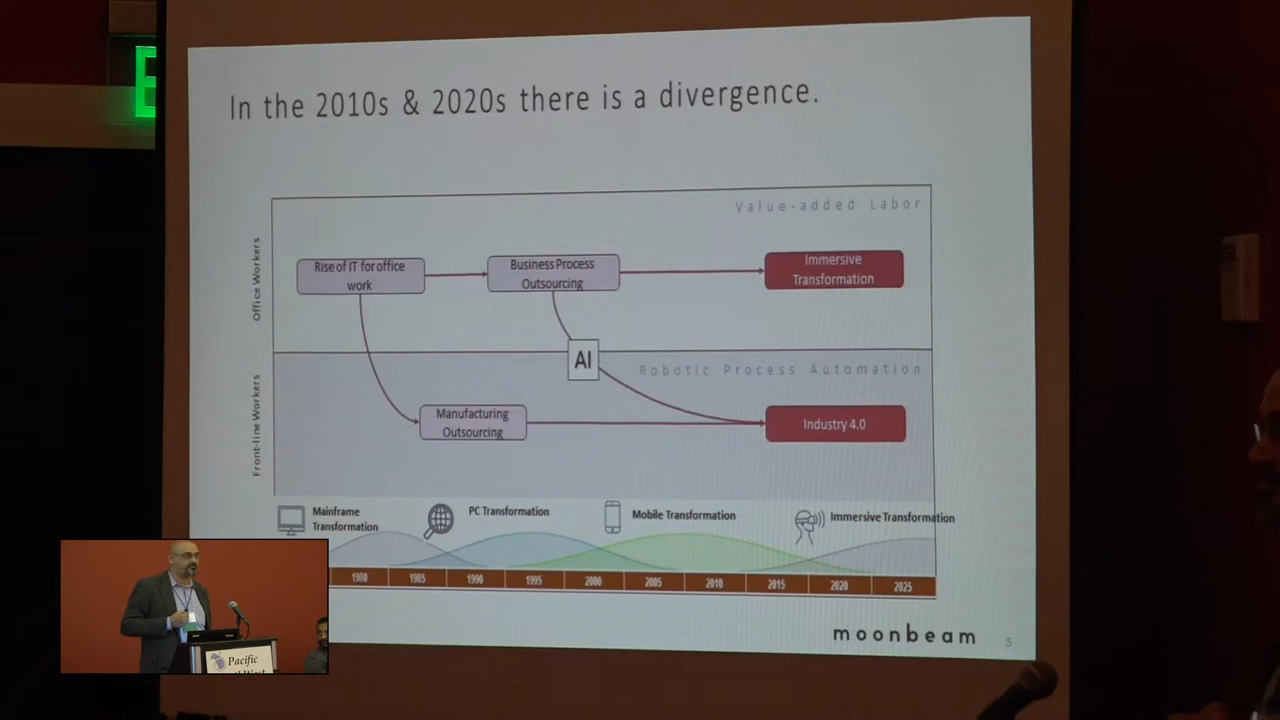 E
In the 2010s & 2020s there is a divergence.
Value-added Labor
Office Workers
Rise of IT for office
work
Business Process
Outsourcing
Immersive
Transformation
AI
Robotic Process Automation
Front-line Workers
Manufacturing
Outsourcing
Industry 4.0
Mainframe
Transformation
PC Transformation
Mobile Transformation
Immersive Transformation
1980 1985 1990 1995 2000 2005 2010 2015 2020 2025
moonbeam
5
Pacific